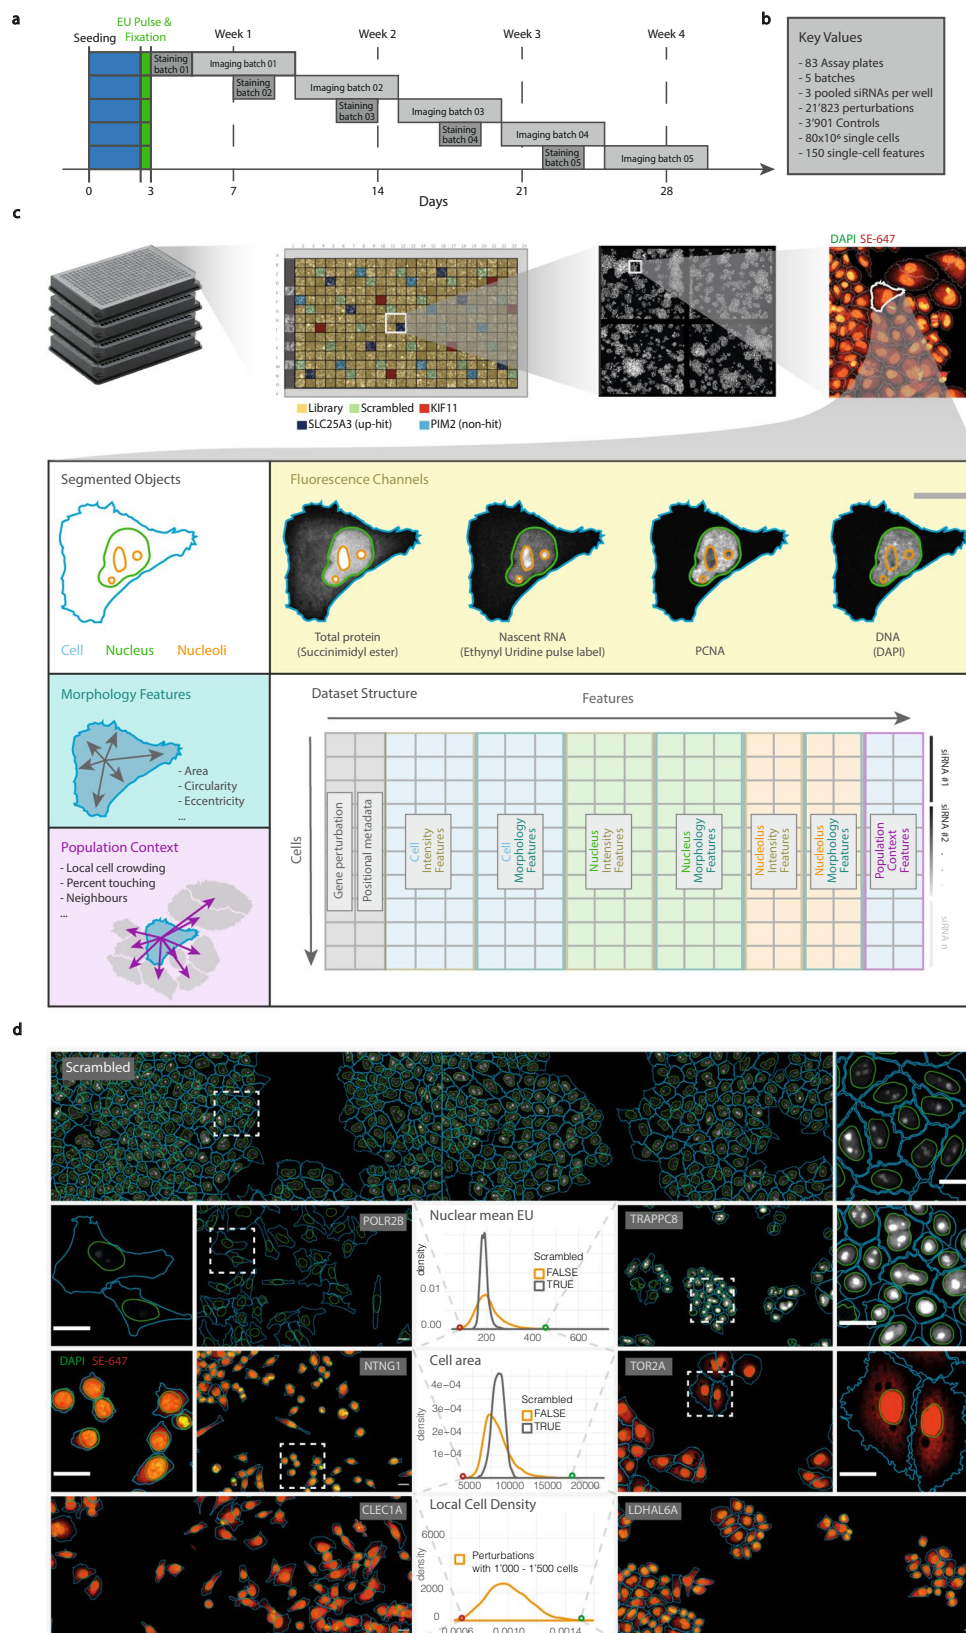 a
b
EU Pulse &
Fixation
Seeding
Week 1
Week 2
Week 3
Week 4
Staining
batch 01
Imaging batch 01
Staining
batch 02
Imaging batch 02
Staining
batch 03
Imaging batch 03
Staining
batch 04
Imaging batch 04
Staining
batch 05
Imaging batch 05
0
3
7
14
21
28
Days
Key Values
- 83 Assay plates
- 5 batches
- 3 pooled siRNAs per well
- 21'823 perturbations
- 3'901 Controls
- 80x10⁶ single cells
- 150 single-cell features
c
DAPI SE-647
Library
Scrambled
KIF11
SLC25A3 (up-hit)
PIM2 (non-hit)
Segmented Objects
Cell
Nucleus
Nucleoli
Fluorescence Channels
Total protein
(Succinimidyl ester)
Nascent RNA
(Ethynyl Uridine pulse label)
PCNA
DNA
(DAPI)
Morphology Features
- Area
- Circularity
- Eccentricity
...
Population Context
- Local cell crowding
- Percent touching
- Neighbours
...
Dataset Structure
Features
Cells
Gene perturbation
Positional metadata
Cell
Intensity
Features
Cell
Morphology
Features
Nucleus
Intensity
Features
Nucleus
Morphology
Features
Nucleolus
Intensity
Features
Nucleolus
Morphology
Features
Population
Context
Features
siRNA #1
siRNA #2
. . .
siRNA n
d
Scrambled
POLR2B
Nuclear mean EU
density
0.01
0.00
200
400
600
Scrambled
FALSE
TRUE
TRAPPC8
DAPI SE-647
NTNG1
Cell area
density
4e-04
3e-04
2e-04
1e-04
5000
10000
15000
20000
Scrambled
FALSE
TRUE
TOR2A
CLEC1A
Local Cell Density
density
6000
2000
0
0.0006
0.0010
0.0014
Perturbations
with 1'000 - 1'500 cells
LDHAL6A